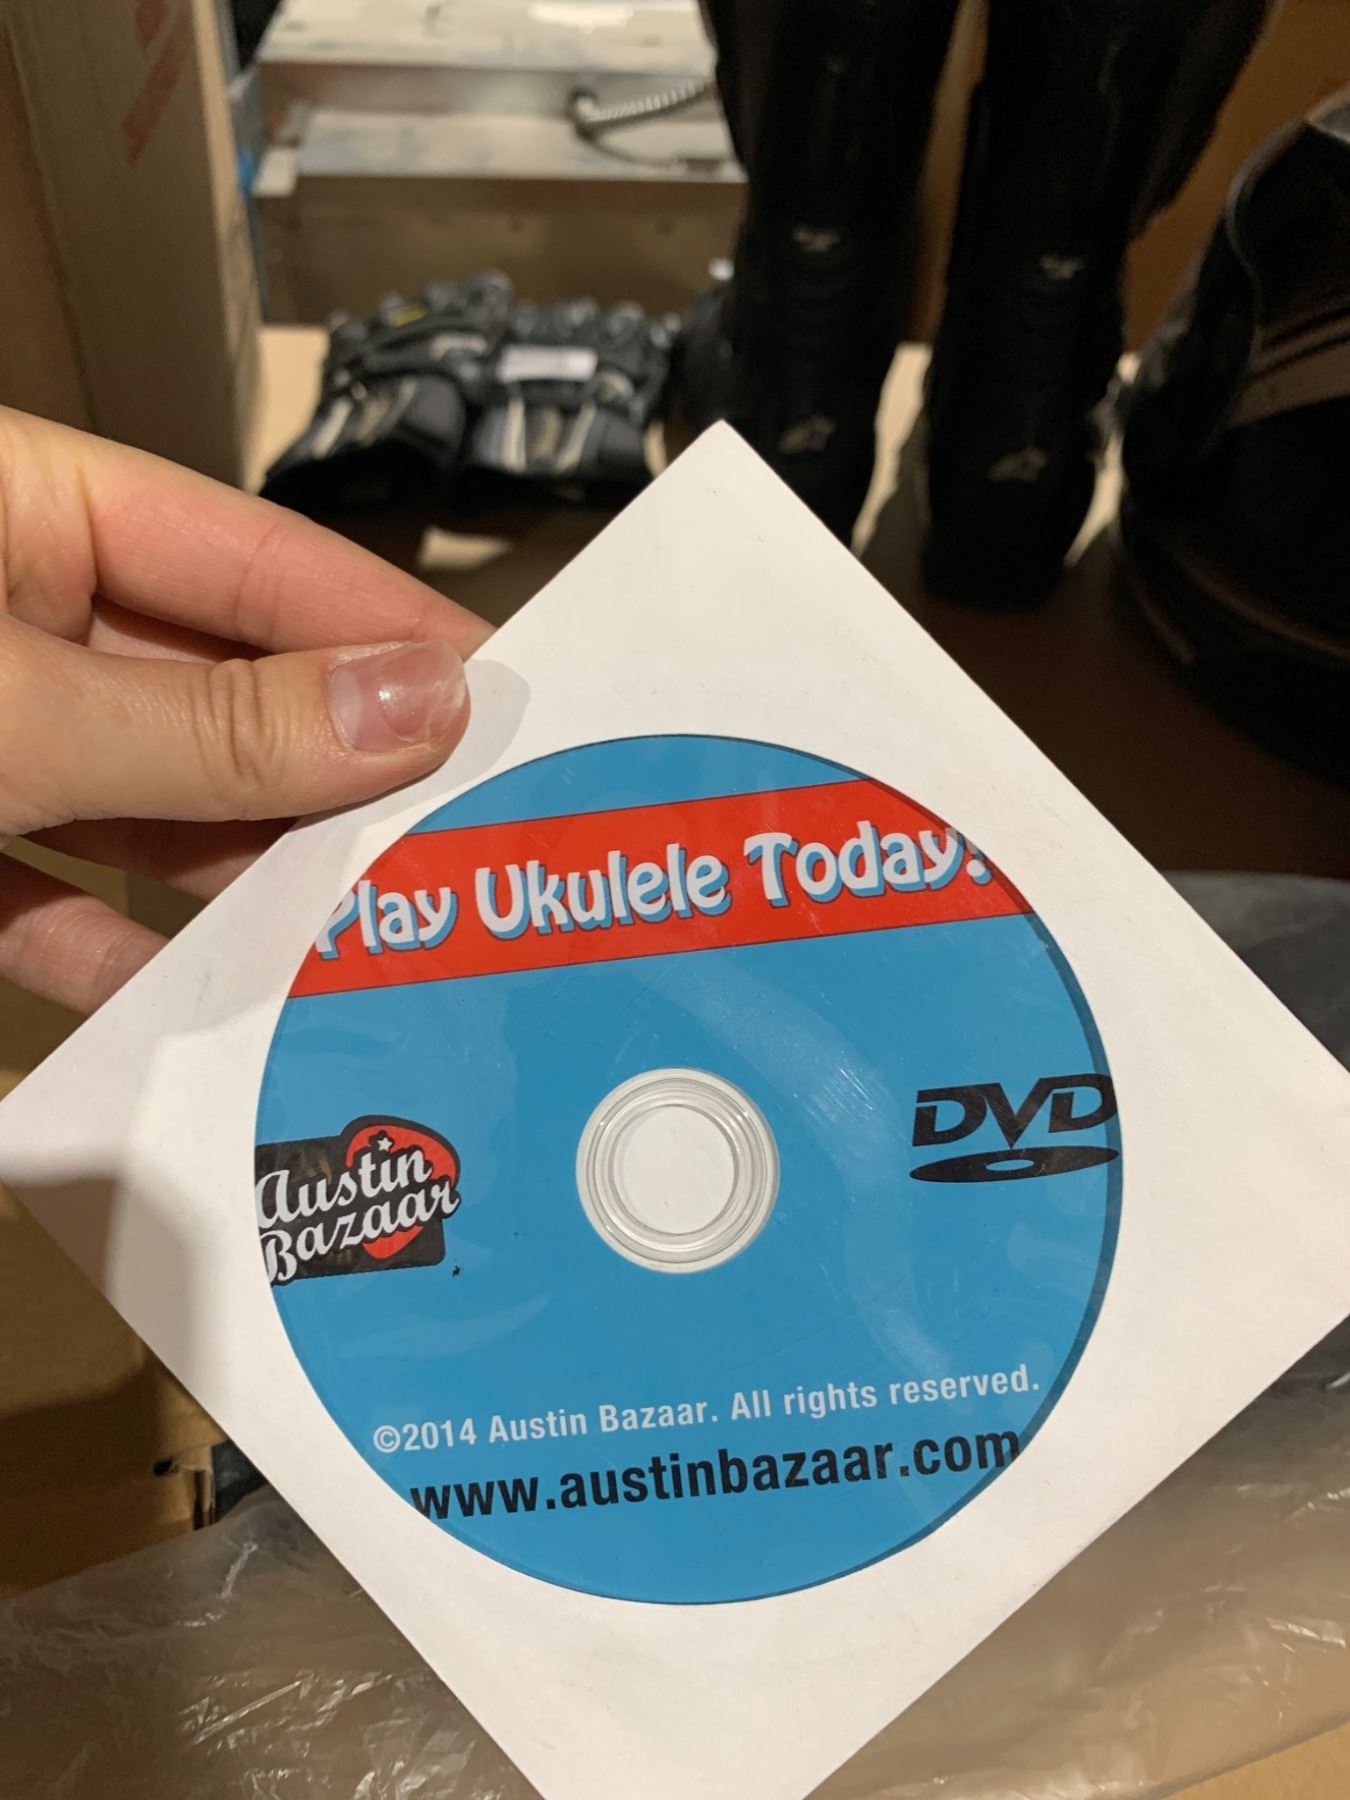 Play Ukulele Today!
DVD
Austin
Bazaar
©2014 Austin Bazaar. All rights reserved.
www.austinbazaar.com